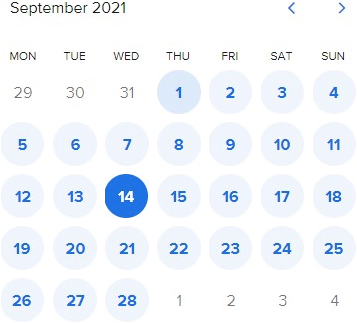 September 2021
MON TUE WED THU FRI SAT SUN
29 30 31 1 2 3 4
5 6 7 8 9 10 11
12 13 14 15 16 17 18
19 20 21 22 23 24 25
26 27 28 1 2 3 4